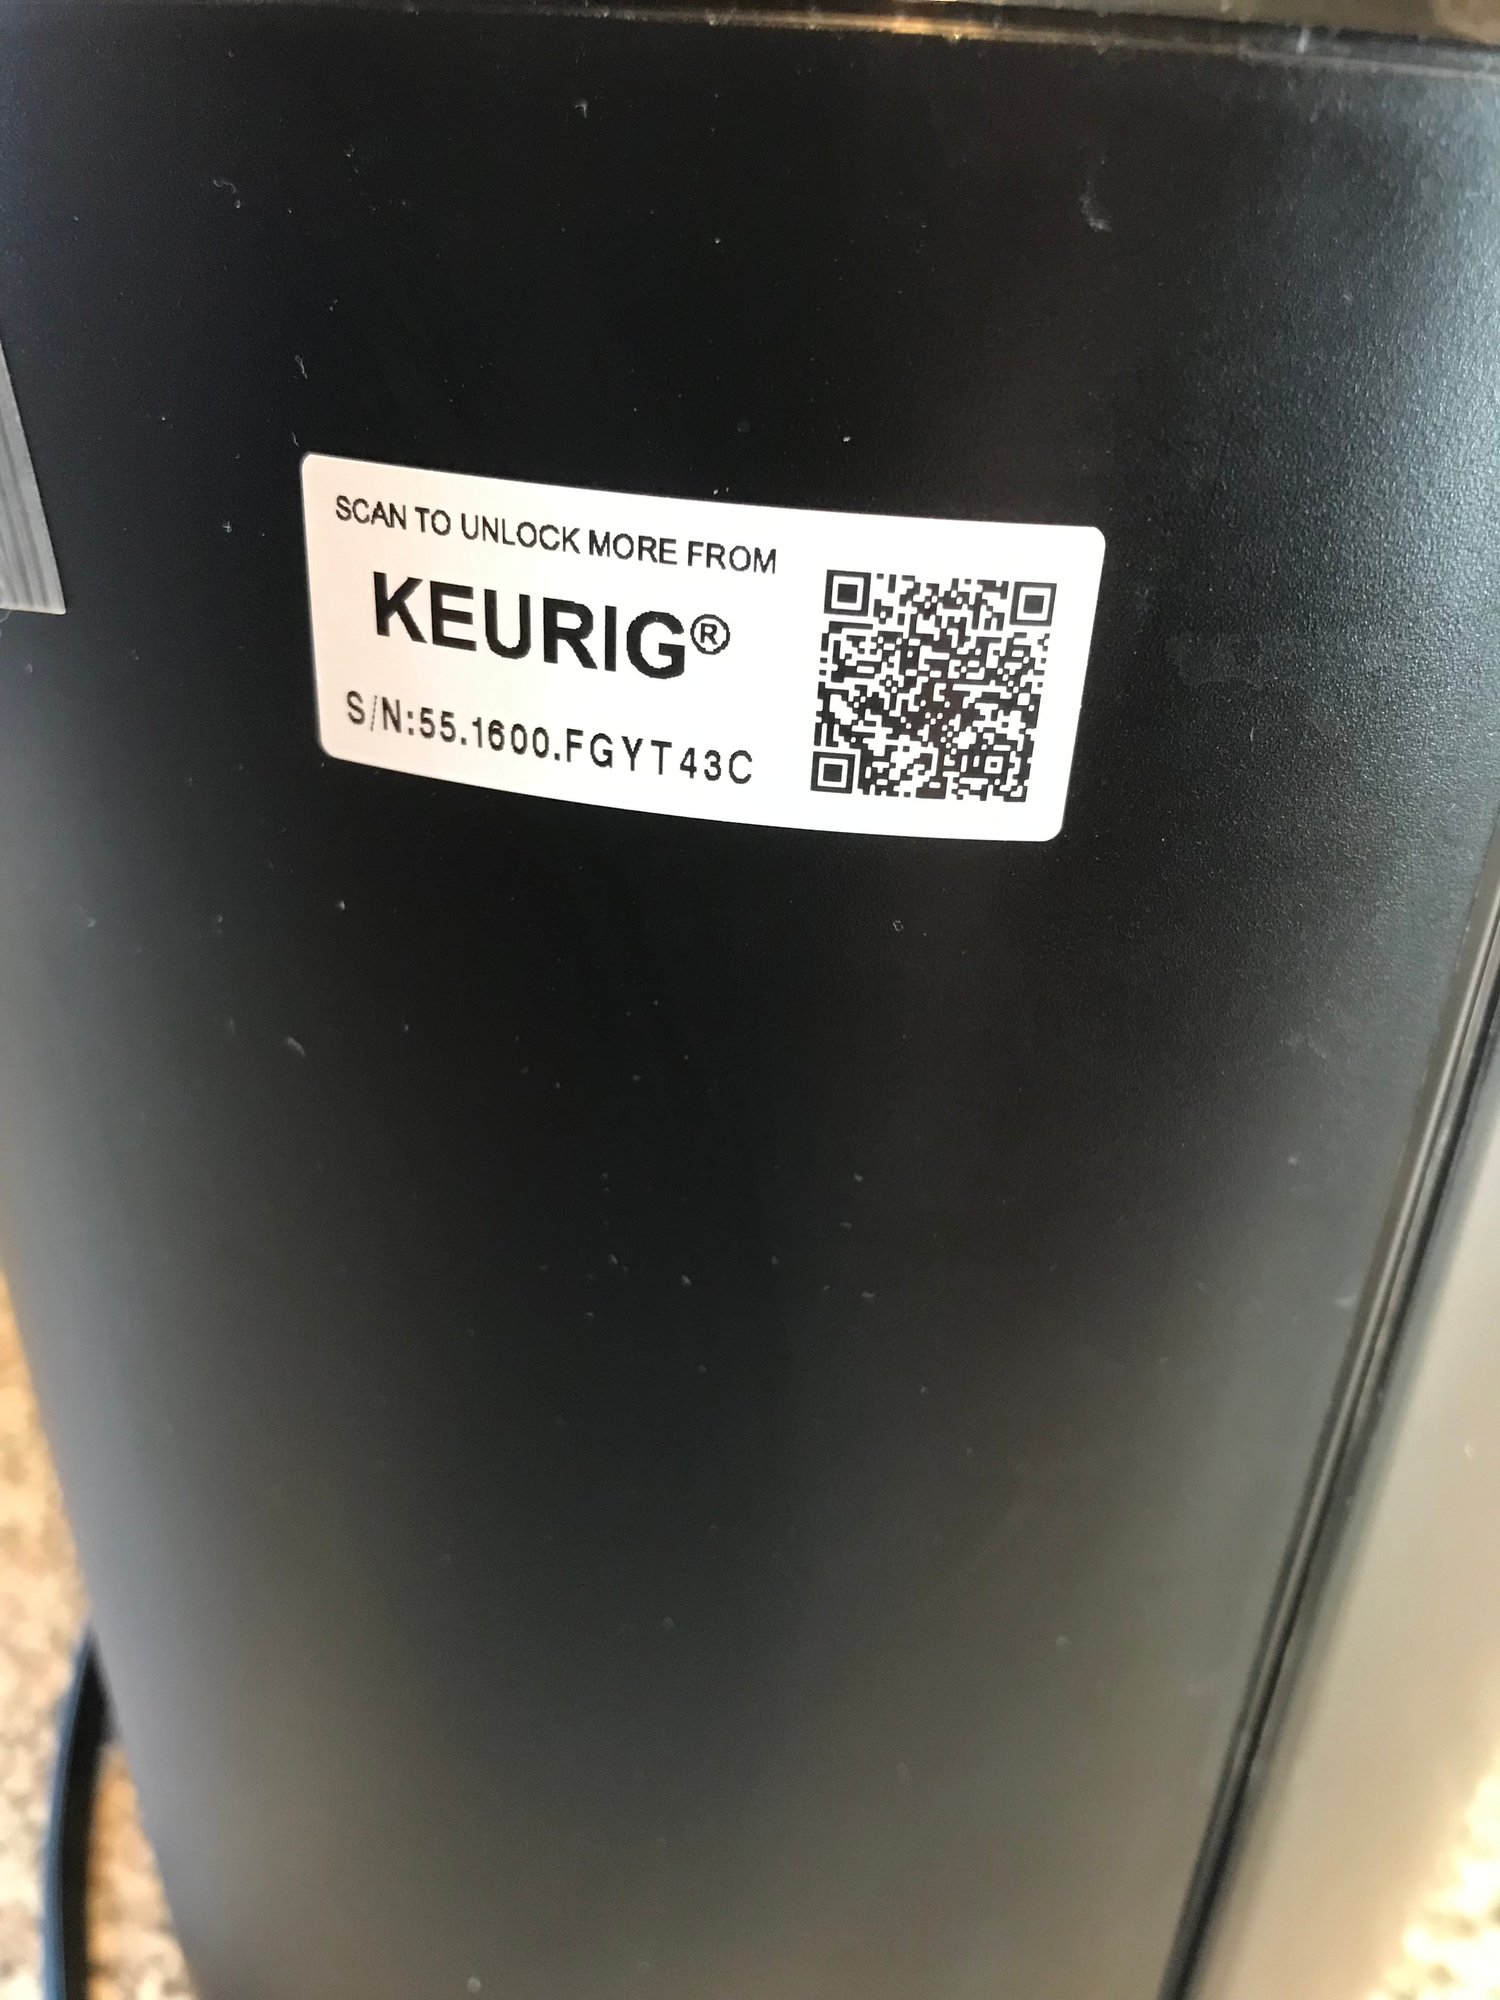 SCAN TO UNLOCK MORE FROM
KEURIG®
S/N:55.1600.FGYT43C